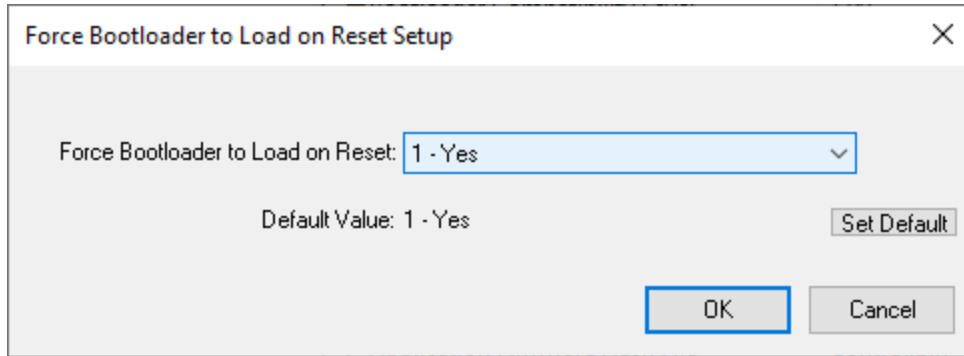 Force Bootloader to Load on Reset Setup
Force Bootloader to Load on Reset: 1 - Yes
Default Value: 1 - Yes
Set Default
OK
Cancel